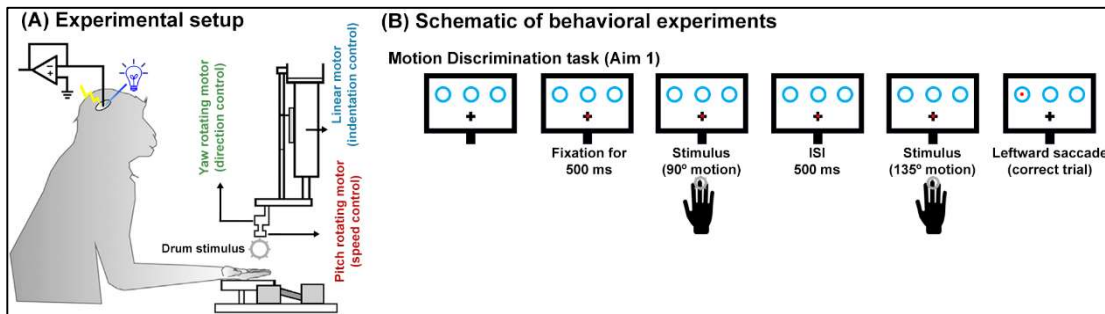 (A) Experimental setup
Yaw rotating motor
(direction control)
Linear motor
(indentation control)
Pitch rotating motor
(speed control)
Drum stimulus
(B) Schematic of behavioral experiments
Motion Discrimination task (Aim 1)
Fixation for
500 ms
Stimulus
(90º motion)
ISI
500 ms
Stimulus
(135º motion)
Leftward saccade
(correct trial)